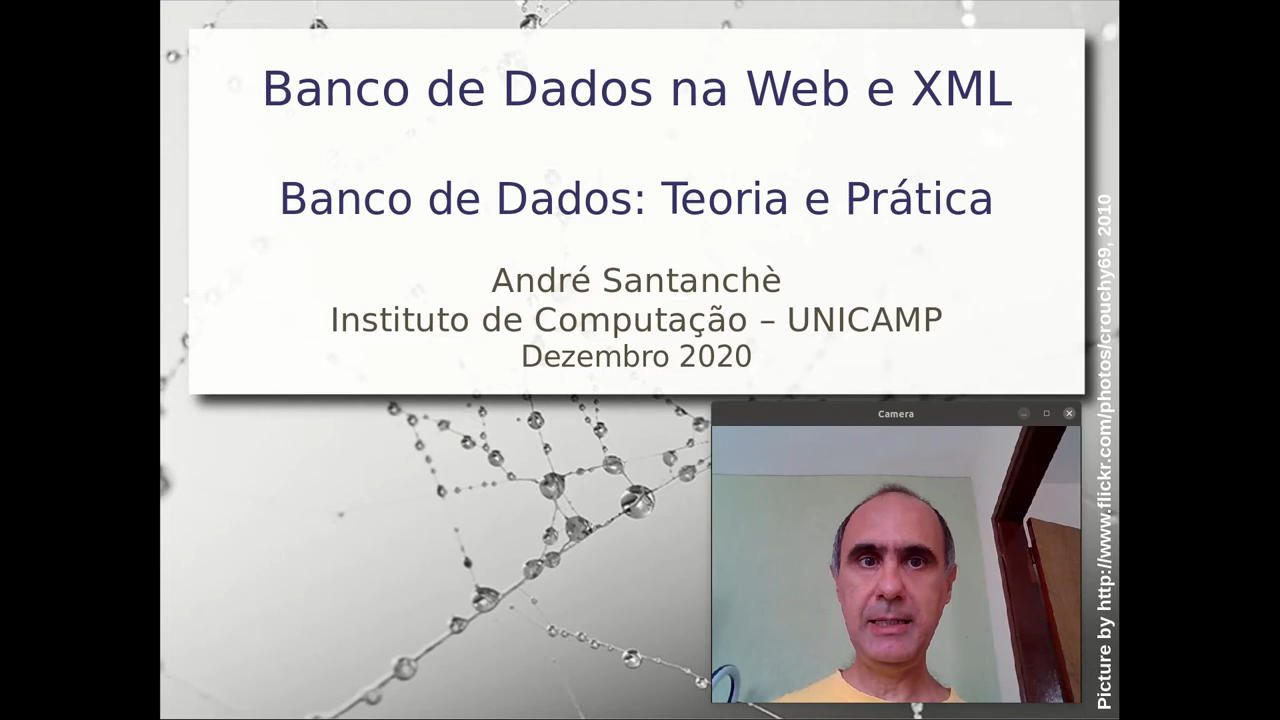 Banco de Dados na Web e XML
Banco de Dados: Teoria e Prática
André Santanchè
Instituto de Computação – UNICAMP
Dezembro 2020
Camera
Picture by http://www.flickr.com/photos/crouchy69, 2010